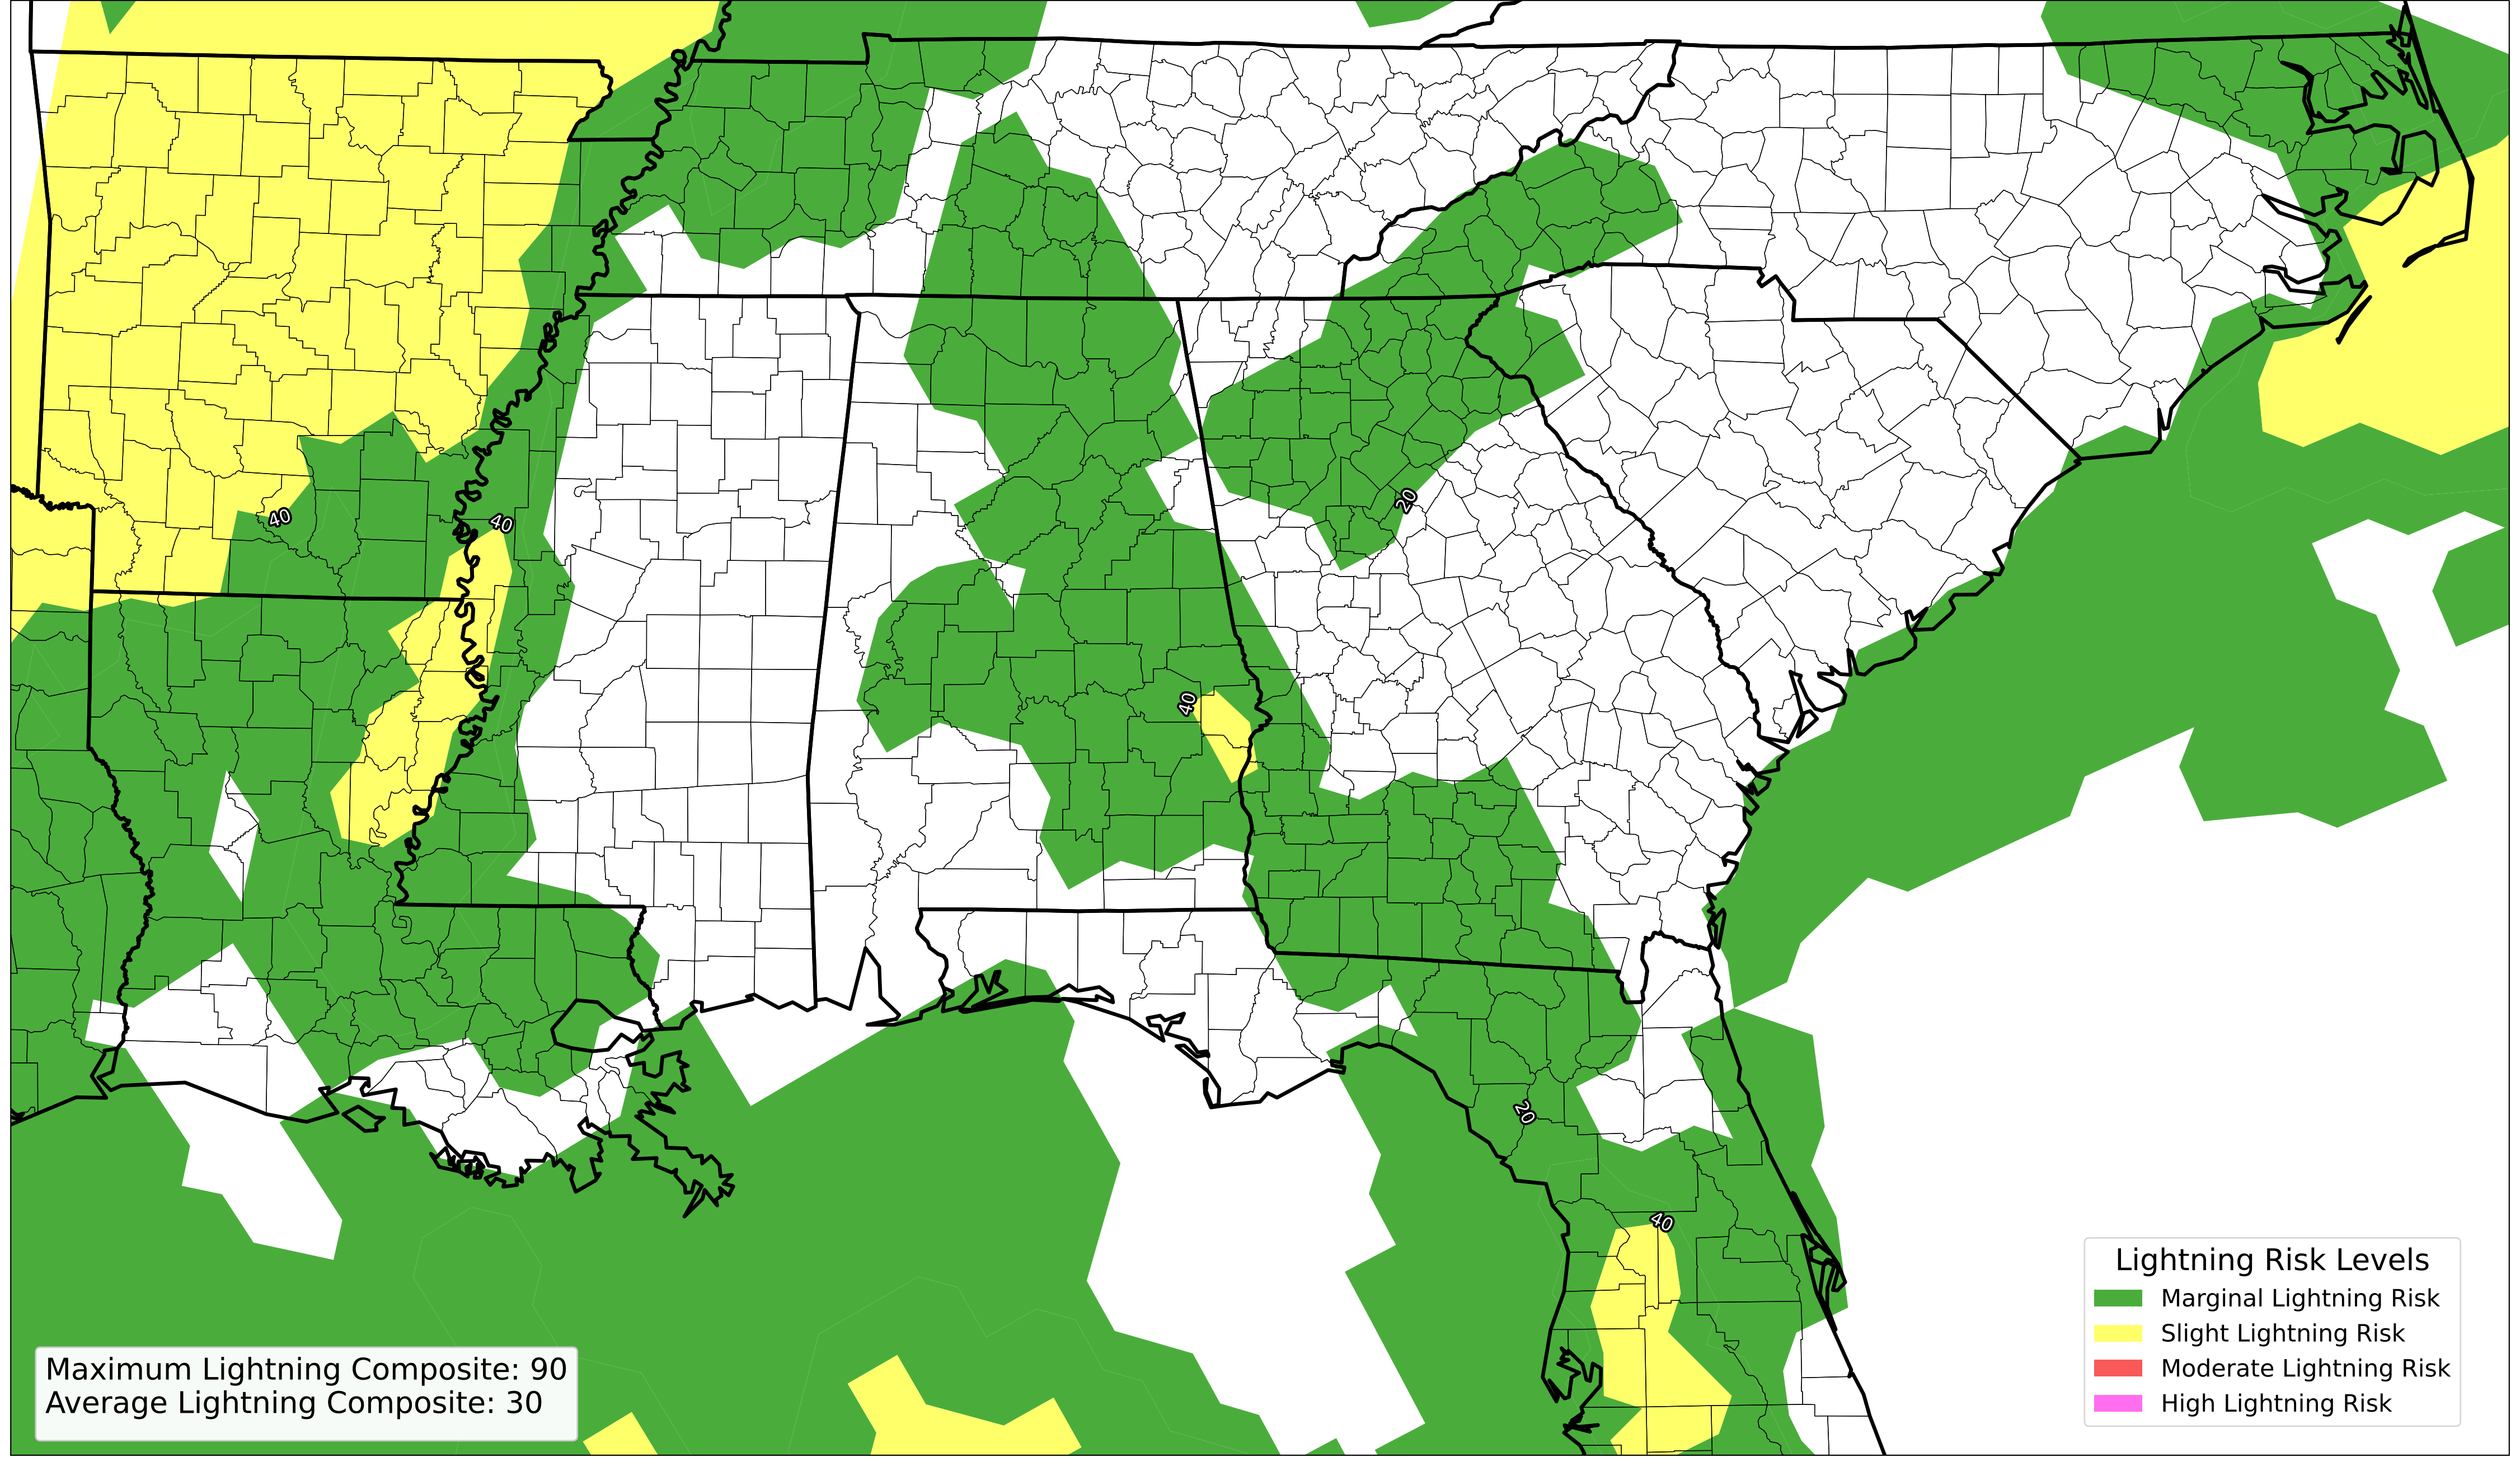 40
40
20
40
20
40
Lightning Risk Levels
Marginal Lightning Risk
Slight Lightning Risk
Moderate Lightning Risk
High Lightning Risk
Maximum Lightning Composite: 90
Average Lightning Composite: 30